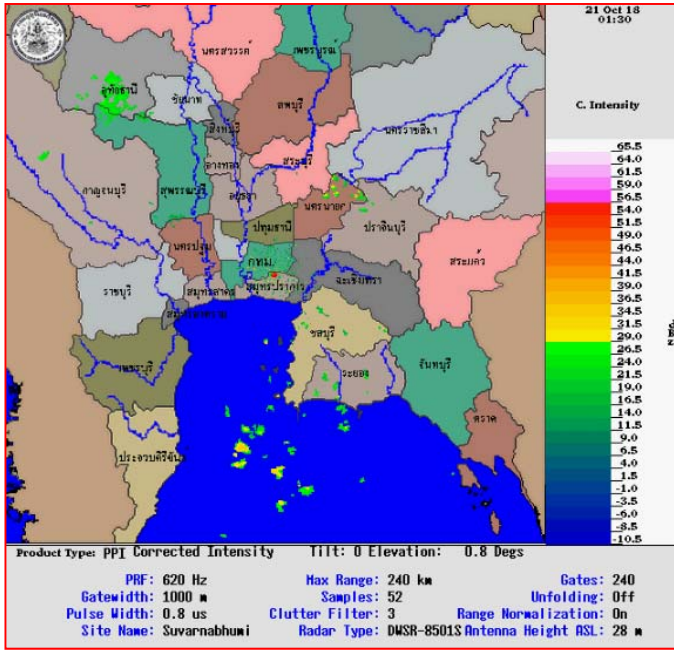 21 Oct 18
01:30
C. Intensity
นครสวรรค์
เพชรบูรณ์
อุทัยธานี
ชัยนาท
ลพบุรี
นครราชสีมา
สิงห์บุรี
สระบุรี
อ่างทอง
กาญจนบุรี
สุพรรณบุรี
อยุธยา
นครนายก
ปทุมธานี
ปราจีนบุรี
นครปฐม
กทม.
สระแก้ว
ราชบุรี
สมุทรสาคร
สมุทรปราการ
ฉะเชิงเทรา
ชลบุรี
เพชรบุรี
ระยอง
จันทบุรี
ตราด
ประจวบคีรีขันธ์
65.5
64.0
61.5
59.0
56.5
54.0
51.5
49.0
46.5
44.0
41.5
39.0
36.5
34.0
31.5
29.0
26.5
24.0
21.5
19.0
16.5
14.0
11.5
9.0
6.5
4.0
-1.0
-3.5
-6.0
-8.5
-10.5
Product Type: PPI Corrected Intensity Tilt: 0 Elevation: 0.8 Degs
PRF: 620 Hz Max Range: 240 km Gates: 240
Gatewidth: 1000 m Samples: 52 Unfolding: Off
Pulse Width: 0.8 us Clutter Filter: 3 Range Normalization: On
Site Name: Suvarnabhumi Radar Type: DWSR-8501S Antenna Height ASL: 28 m